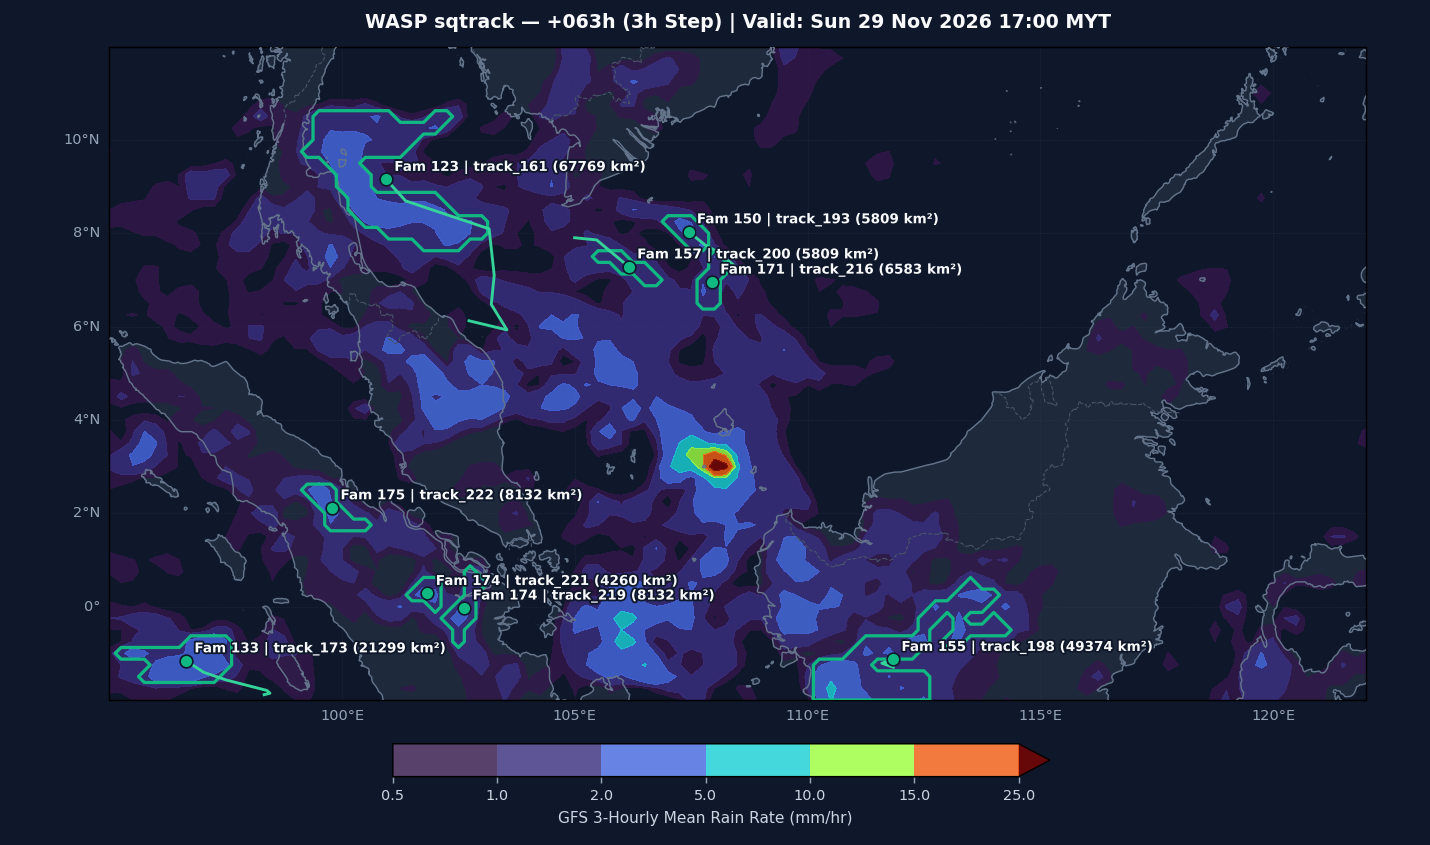 WASP sqtrack — +063h (3h Step) | Valid: Sun 29 Nov 2026 17:00 MYT
10°N
8°N
6°N
4°N
2°N
0°
Fam 123 | track_161 (67769 km²)
Fam 150 | track_193 (5809 km²)
Fam 157 | track_200 (5809 km²)
Fam 171 | track_216 (6583 km²)
Fam 175 | track_222 (8132 km²)
Fam 174 | track_221 (4260 km²)
Fam 174 | track_219 (8132 km²)
Fam 133 | track_173 (21299 km²)
Fam 155 | track_198 (49374 km²)
100°E 105°E 110°E 115°E 120°E
0.5 1.0 2.0 5.0 10.0 15.0 25.0
GFS 3-Hourly Mean Rain Rate (mm/hr)